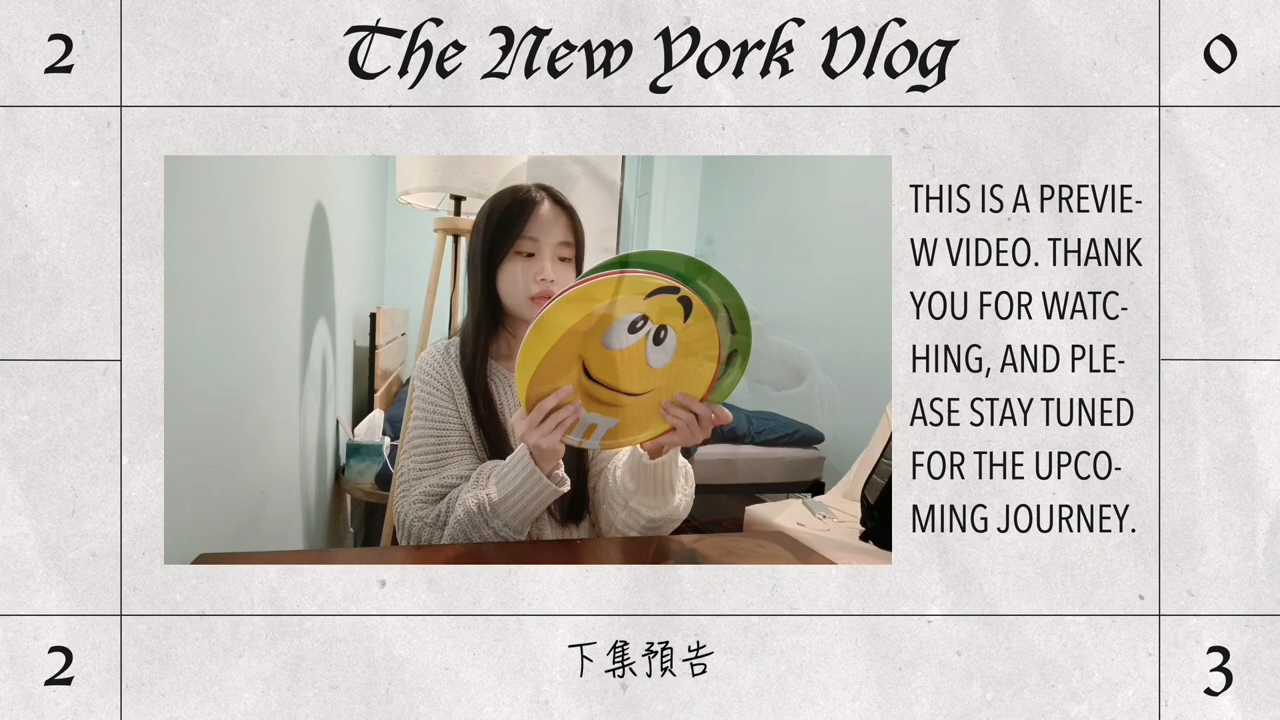 2
The New York Vlog
0
THIS IS A PREVIE-
W VIDEO. THANK
YOU FOR WATC-
HING, AND PLE-
ASE STAY TUNED
FOR THE UPCO-
MING JOURNEY.
m
2
下集預告
3